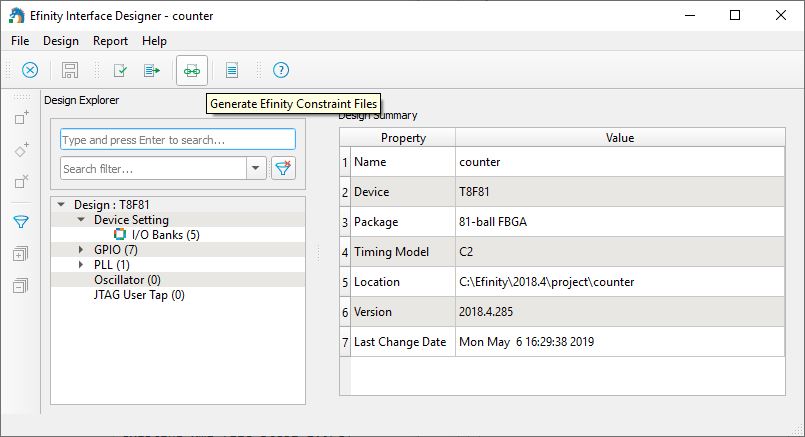 Efinity Interface Designer - counter
File Design Report Help
Design Explorer
Generate Efinity Constraint Files
Design Summary
Type and press Enter to search...
Search filter...
Design : T8F81
Device Setting
I/O Banks (5)
GPIO (7)
PLL (1)
Oscillator (0)
JTAG User Tap (0)
Property Value
1 Name counter
2 Device T8F81
3 Package 81-ball FBGA
4 Timing Model C2
5 Location C:\Efinity\2018.4\project\counter
6 Version 2018.4.285
7 Last Change Date Mon May 6 16:29:38 2019